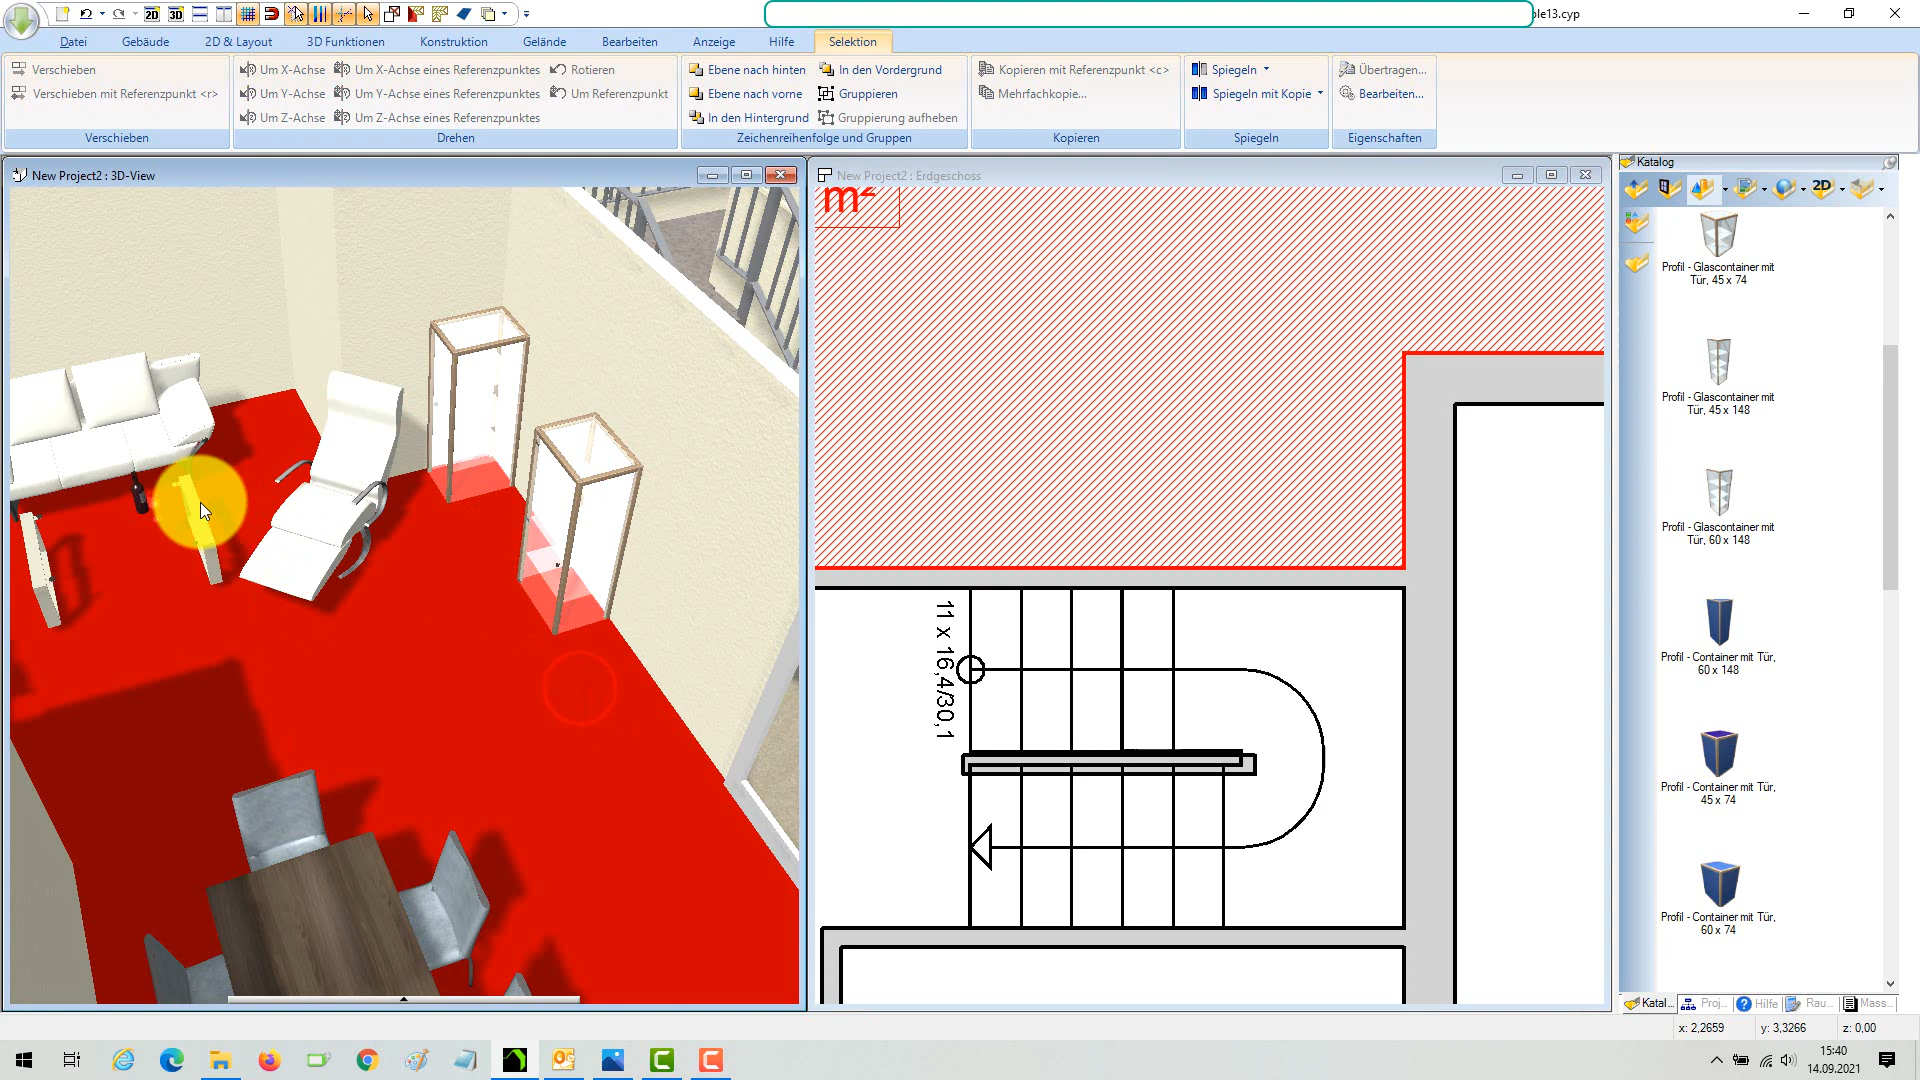 2D
3D
ble13.cyp
Datei
Gebäude
2D & Layout
3D Funktionen
Konstruktion
Gelände
Bearbeiten
Anzeige
Hilfe
Selektion
Verschieben
Verschieben mit Referenzpunkt <r>
Verschieben
Um X-Achse
Um Y-Achse
Um Z-Achse
Um X-Achse eines Referenzpunktes
Um Y-Achse eines Referenzpunktes
Um Z-Achse eines Referenzpunktes
Rotieren
Um Referenzpunkt
Drehen
Ebene nach hinten
Ebene nach vorne
In den Hintergrund
In den Vordergrund
Gruppieren
Gruppierung aufheben
Zeichenreihenfolge und Gruppen
Kopieren mit Referenzpunkt <c>
Mehrfachkopie...
Kopieren
Spiegeln
Spiegeln mit Kopie
Spiegeln
Übertragen...
Bearbeiten...
Eigenschaften
New Project2 : 3D-View
New Project2 : Erdgeschoss
m²
11 x 16,4/30,1
Katalog
2D
Profil - Glascontainer mit
Tür, 45 x 74
Profil - Glascontainer mit
Tür, 45 x 148
Profil - Glascontainer mit
Tür, 60 x 148
Profil - Container mit Tür,
60 x 148
Profil - Container mit Tür,
45 x 74
Profil - Container mit Tür,
60 x 74
Katal...
Proj...
Hilfe
Rau...
Mass...
x: 2,2659
y: 3,3266
z: 0,00
15:40
14.09.2021